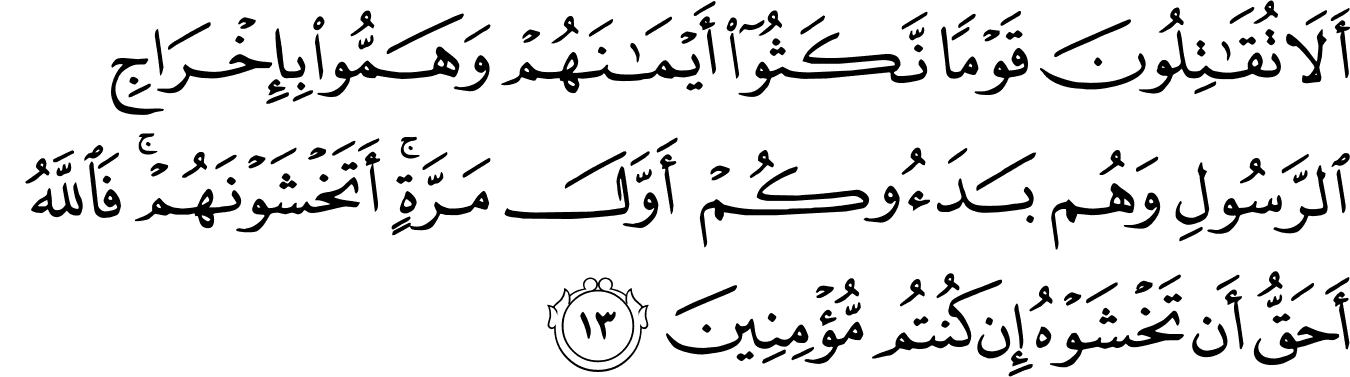 أَلَا تُقَٰتِلُونَ قَوْمًا نَّكَثُوٓا۟ أَيْمَٰنَهُمْ وَهَمُّوا۟ بِإِخْرَاجِ
ٱلرَّسُولِ وَهُم بَدَءُوكُمْ أَوَّلَ مَرَّةٍ ۚ أَتَخْشَوْنَهُمْ ۚ فَٱللَّهُ
أَحَقُّ أَن تَخْشَوْهُ إِن كُنتُم مُّؤْمِنِينَ ١٣